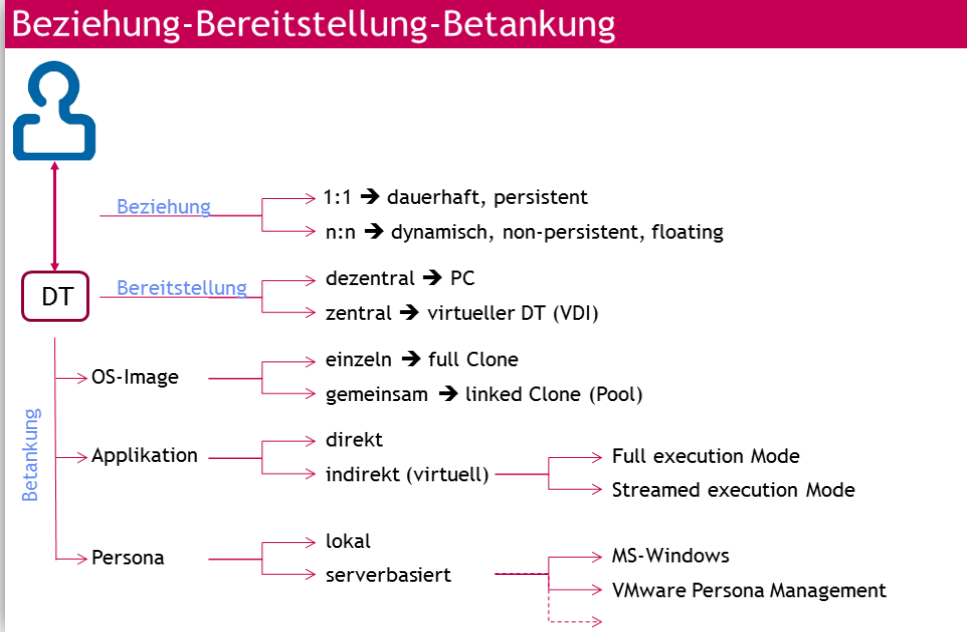 Beziehung-Bereitstellung-Betankung
Beziehung
1:1 ➔ dauerhaft, persistent
n:n ➔ dynamisch, non-persistent, floating
DT
Bereitstellung
dezentral ➔ PC
zentral ➔ virtueller DT (VDI)
Betankung
OS-Image
einzeln ➔ full Clone
gemeinsam ➔ linked Clone (Pool)
Applikation
direkt
indirekt (virtuell)
Full execution Mode
Streamed execution Mode
Persona
lokal
serverbasiert
MS-Windows
VMware Persona Management